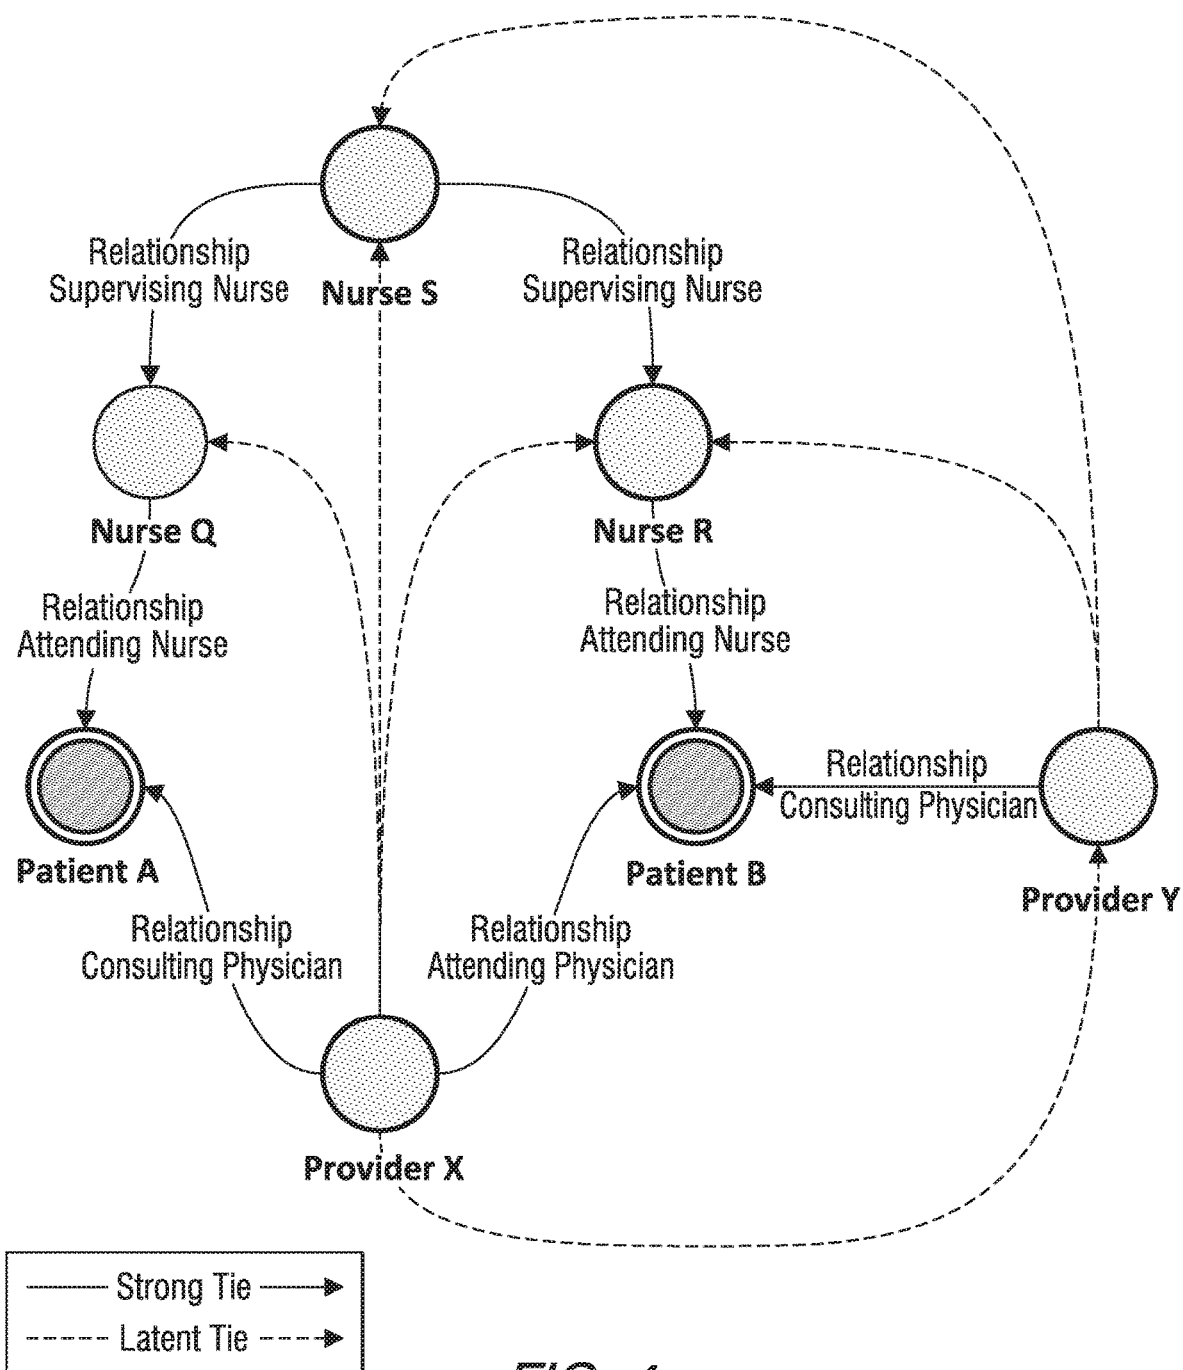 Relationship
Supervising Nurse
Nurse S
Relationship
Supervising Nurse
Nurse Q
Nurse R
Relationship
Attending Nurse
Relationship
Attending Nurse
Patient A
Patient B
Relationship
Consulting Physician
Provider Y
Relationship
Consulting Physician
Relationship
Attending Physician
Provider X
Strong Tie
Latent Tie